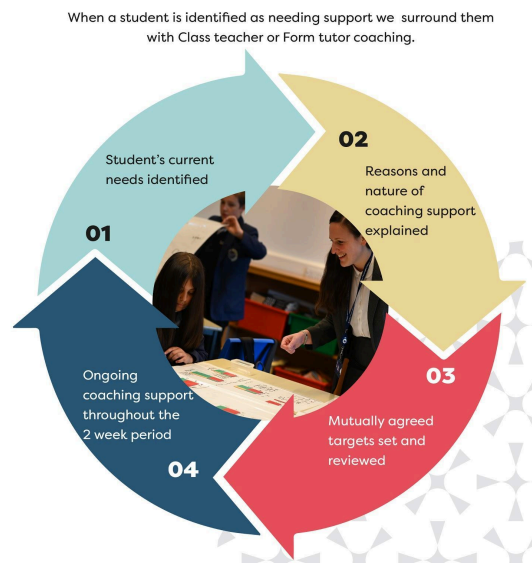 When a student is identified as needing support we surround them
with Class teacher or Form tutor coaching.
01
Student's current
needs identified
02
Reasons and
nature of
coaching support
explained
03
Mutually agreed
targets set and
reviewed
04
Ongoing
coaching support
throughout the
2 week period